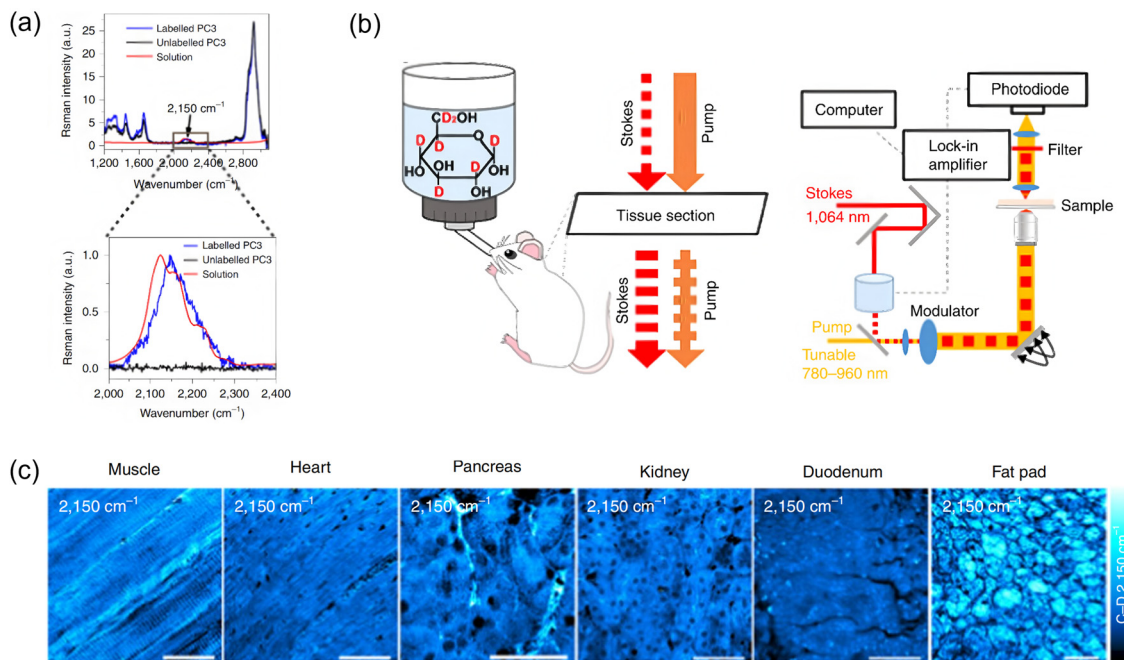 (a)
Labelled PC3
Unlabelled PC3
Solution
Rsman intensity (a.u.)
25
20
15
10
5
0
2,150 cm⁻¹
1,200 1,600 2,000 2,400 2,800
Wavenumber (cm⁻¹)
Labelled PC3
Unlabelled PC3
Solution
Rsman intensity (a.u.)
1.0
0.5
0.0
2,000 2,100 2,200 2,300 2,400
Wavenumber (cm⁻¹)
(b)
CD₂OH
D
O
D
D
D
HO
OH
OH
D
OH
D
Stokes
Pump
Tissue section
Stokes
Pump
Computer
Photodiode
Lock-in
amplifier
Filter
Sample
Stokes
1,064 nm
Modulator
Pump
Tunable
780–960 nm
(c)
Muscle
Heart
Pancreas
Kidney
Duodenum
Fat pad
2,150 cm⁻¹
2,150 cm⁻¹
2,150 cm⁻¹
2,150 cm⁻¹
2,150 cm⁻¹
2,150 cm⁻¹
C–D 2,150 cm⁻¹